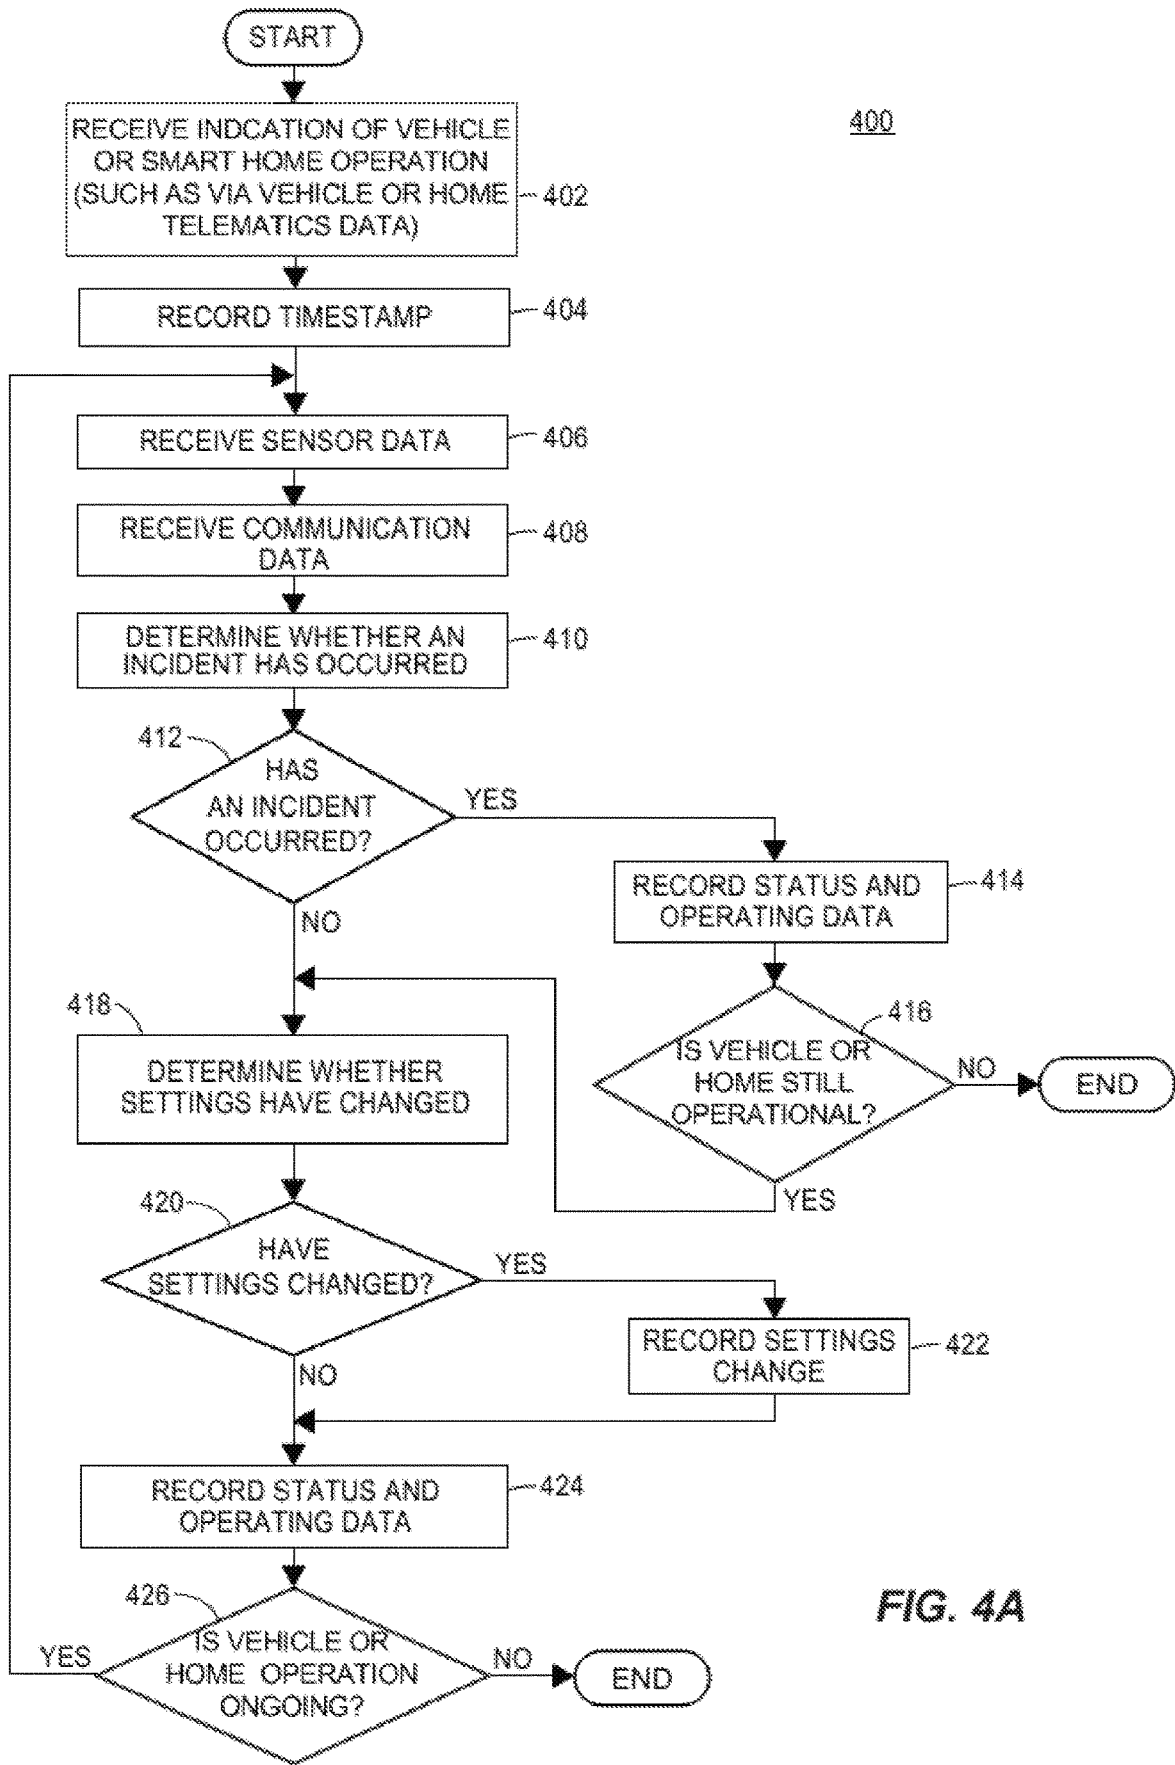 START
400
RECEIVE INDCATION OF VEHICLE
OR SMART HOME OPERATION
(SUCH AS VIA VEHICLE OR HOME
TELEMATICS DATA)
402
RECORD TIMESTAMP
404
RECEIVE SENSOR DATA
406
RECEIVE COMMUNICATION
DATA
408
DETERMINE WHETHER AN
INCIDENT HAS OCCURRED
410
412
HAS
AN INCIDENT
OCCURRED?
YES
NO
RECORD STATUS AND
OPERATING DATA
414
416
IS VEHICLE OR
HOME STILL
OPERATIONAL?
NO
END
YES
418
DETERMINE WHETHER
SETTINGS HAVE CHANGED
420
HAVE
SETTINGS CHANGED?
YES
NO
RECORD SETTINGS
CHANGE
422
RECORD STATUS AND
OPERATING DATA
424
426
IS VEHICLE OR
HOME OPERATION
ONGOING?
YES
NO
END
FIG. 4A